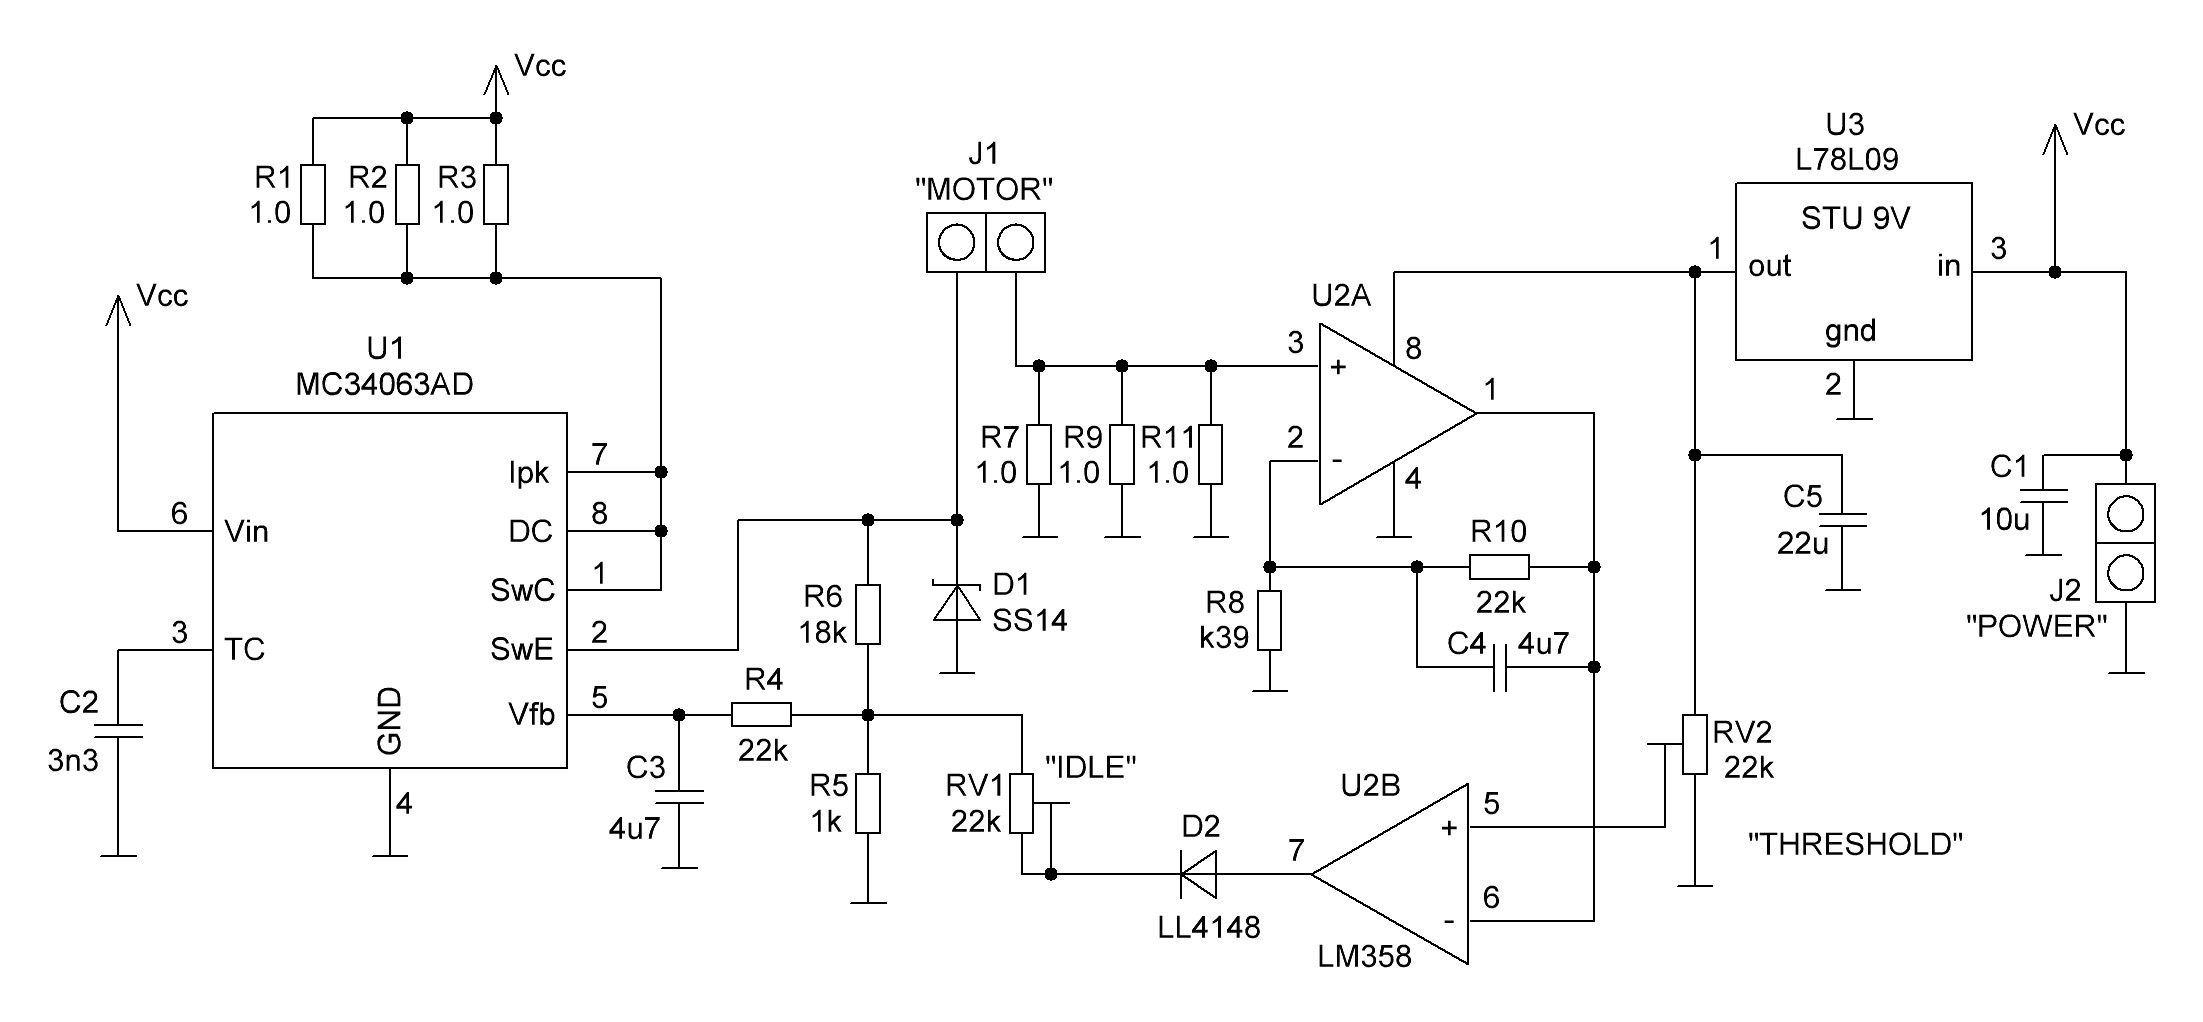 Vcc
R1
1.0
R2
1.0
R3
1.0
Vcc
U1
MC34063AD
6
Vin
3
TC
GND
4
Ipk
7
DC
8
SwC
1
SwE
2
Vfb
5
C2
3n3
C3
4u7
R4
22k
R6
18k
R5
1k
J1
"MOTOR"
D1
SS14
RV1
22k
"IDLE"
D2
LL4148
R7
1.0
R9
1.0
R11
1.0
U2A
3
+
2
-
8
4
1
R8
k39
R10
22k
C4
4u7
U2B
5
+
6
-
7
LM358
RV2
22k
"THRESHOLD"
U3
L78L09
STU 9V
1
out
in
3
gnd
2
Vcc
C5
22u
C1
10u
J2
"POWER"